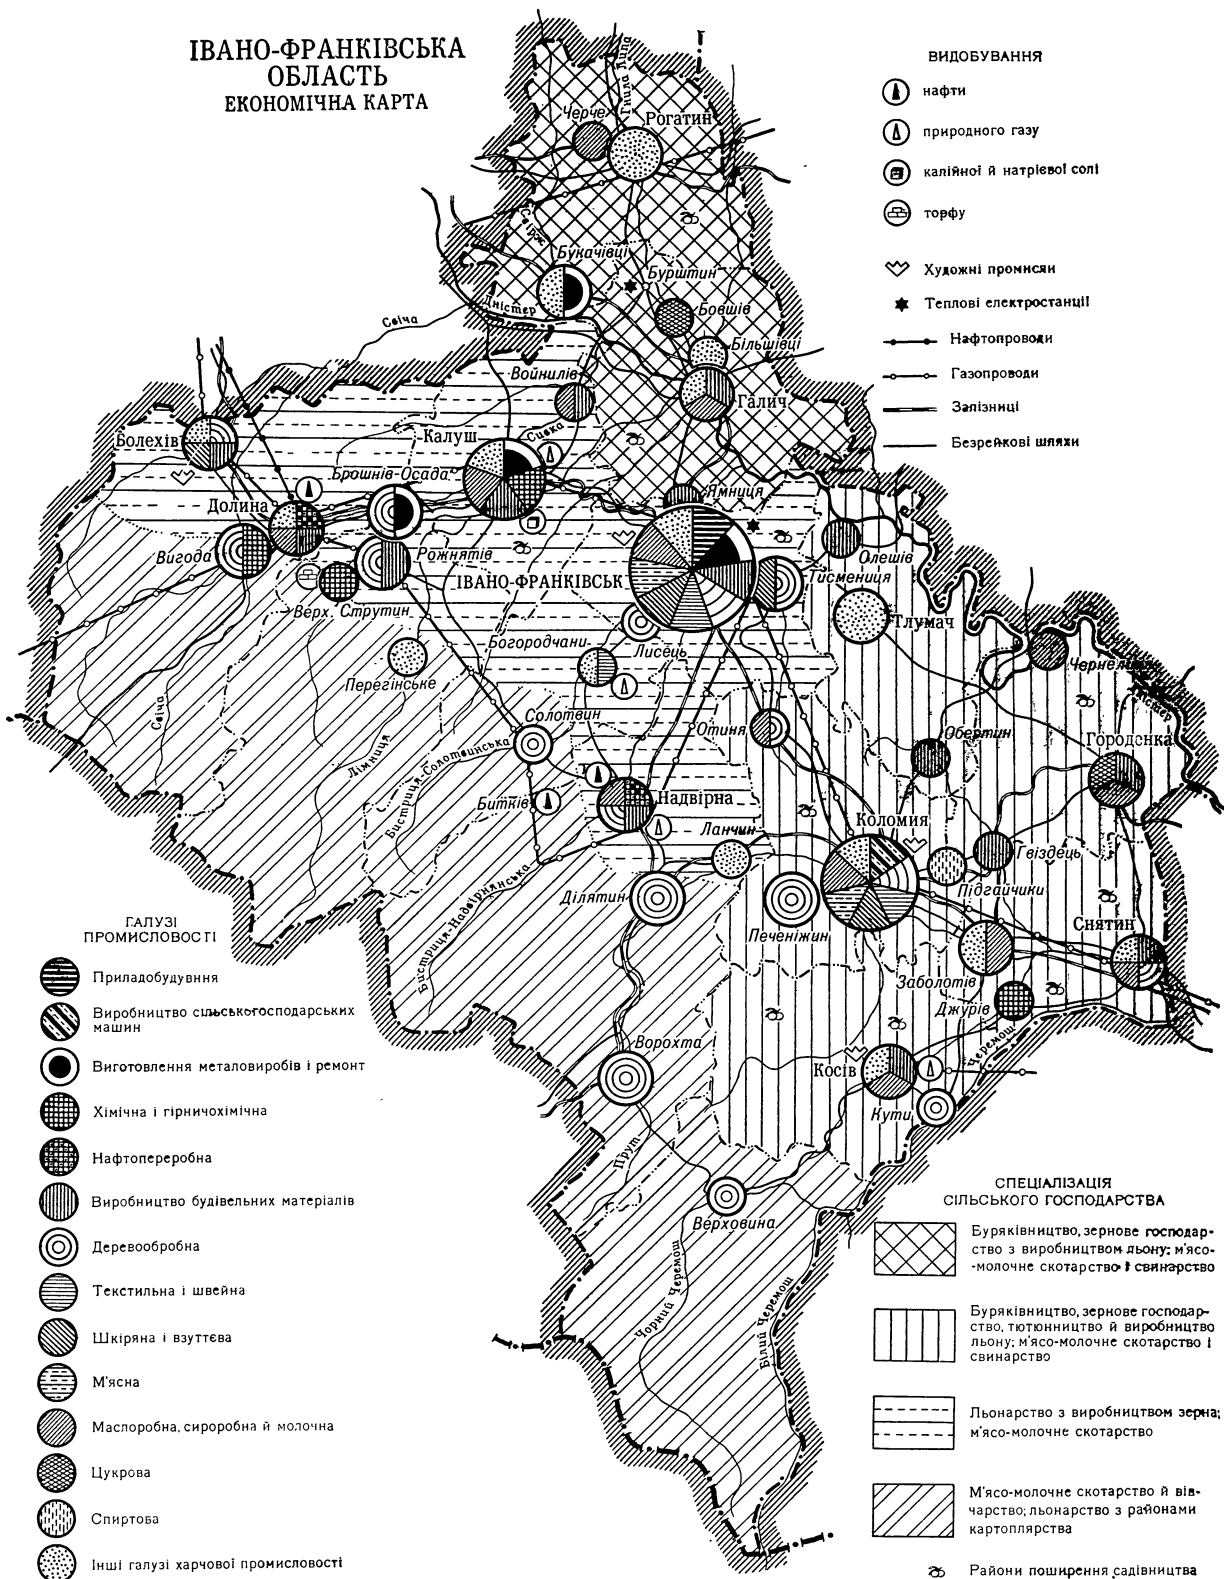 ІВАНО-ФРАНКІВСЬКА
ОБЛАСТЬ
ЕКОНОМІЧНА КАРТА
ВИДОБУВАННЯ
нафти
природного газу
калійної й натрієвої солі
торфу
Художні промисли
Теплові електростанції
Нафтопроводи
Газопроводи
Залізниці
Безрейкові шляхи
Гнила Липа
Черче
Рогатин
Свірж
Букачівці
Бурштин
Дністер
Бовшів
Свіча
Більшівці
Войнилів
Галич
Болехів
Калуш
Сивка
Брошнів-Осада
Ямниця
Долина
Вигода
Рожнятів
ІВАНО-ФРАНКІВСЬК
Олешів
Тисмениця
Верх. Струтин
Тлумач
Богородчани
Лисець
Чернелиця
Перегінське
Свіча
Лімниця
Солотвин
Отиня
Обертин
Дністер
Городенка
Бистриця-Солотвинська
Битків
Надвірна
Ланчин
Коломия
Гвіздець
Підгайчики
Ділятин
Печеніжин
Снятин
Бистриця-Надвірнянська
Заболотів
Джурів
Черемош
Ворохта
Косів
Кути
Прут
Верховина
Чорний Черемош
Білий Черемош
ГАЛУЗІ
ПРОМИСЛОВОСТІ
Приладобудувння
Виробництво сільськогосподарських
машин
Виготовлення металовиробів і ремонт
Хімічна і гірничохімічна
Нафтопереробна
Виробництво будівельних матеріалів
Деревообробна
Текстильна і швейна
Шкіряна і взуттєва
М'ясна
Маслоробна, сироробна й молочна
Цукрова
Спиртова
Інші галузі харчової промисловості
СПЕЦІАЛІЗАЦІЯ
СІЛЬСЬКОГО ГОСПОДАРСТВА
Буряківництво, зернове господар-
ство з виробництвом льону; м'ясо-
-молочне скотарство і свинарство
Буряківництво, зернове господар-
ство, тютюнництво й виробництво
льону; м'ясо-молочне скотарство і
свинарство
Льонарство з виробництвом зерна;
м'ясо-молочне скотарство
М'ясо-молочне скотарство й вів-
чарство; льонарство з районами
картоплярства
Райони поширення садівництва